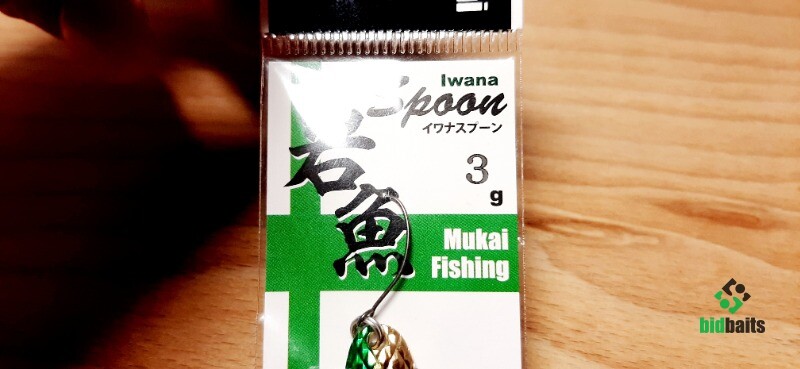 Iwana
Spoon
イワナスプーン
岩魚
3
g
Mukai
Fishing
bidbaits